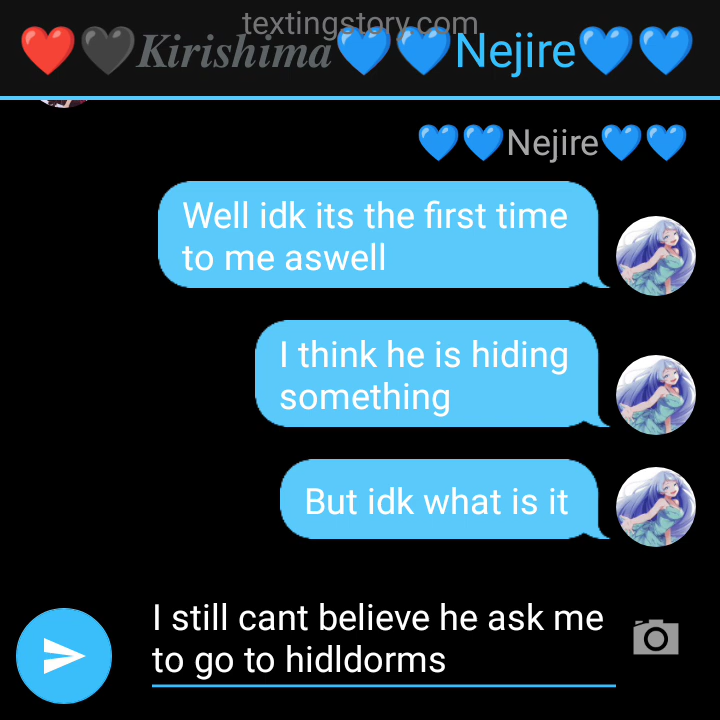 textingstory.com
❤️🖤Kirishima💙💙Nejire💙💙
💙💙Nejire💙💙
Well idk its the first time
to me aswell
I think he is hiding
something
But idk what is it
I still cant believe he ask me
to go to hidldorms